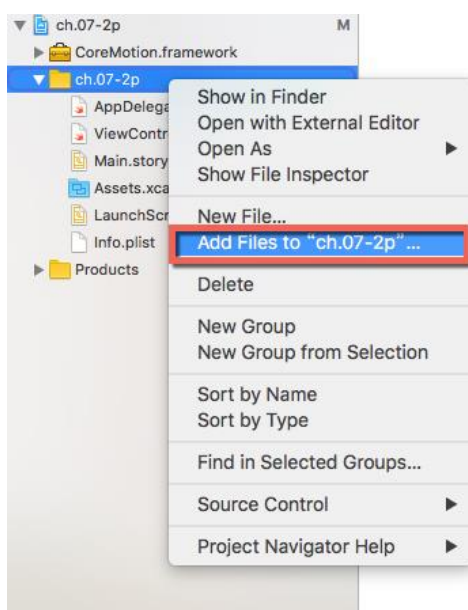 ch.07-2p M
CoreMotion.framework
ch.07-2p
AppDelega
ViewContr
Main.story
Assets.xca
LaunchScr
Info.plist
Products
Show in Finder
Open with External Editor
Open As
Show File Inspector
New File...
Add Files to “ch.07-2p”...
Delete
New Group
New Group from Selection
Sort by Name
Sort by Type
Find in Selected Groups...
Source Control
Project Navigator Help